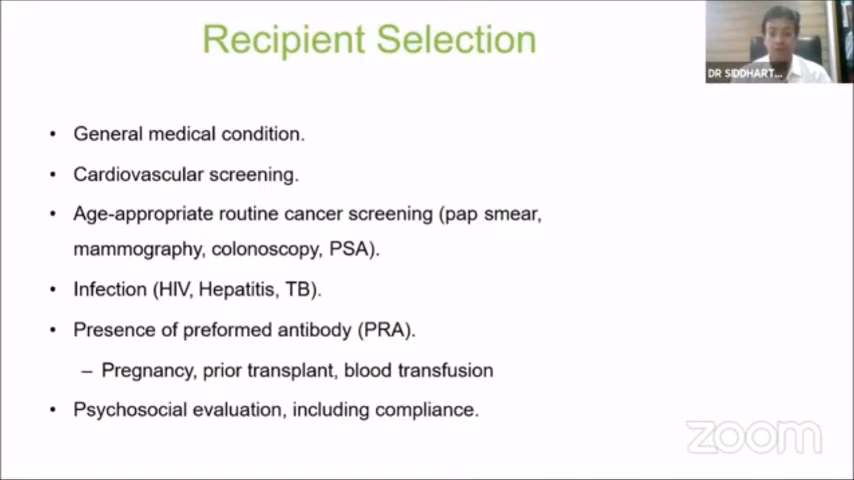 Recipient Selection
DR SIDDHART...
• General medical condition.
• Cardiovascular screening.
• Age-appropriate routine cancer screening (pap smear,
mammography, colonoscopy, PSA).
• Infection (HIV, Hepatitis, TB).
• Presence of preformed antibody (PRA).
– Pregnancy, prior transplant, blood transfusion
• Psychosocial evaluation, including compliance.
zoom